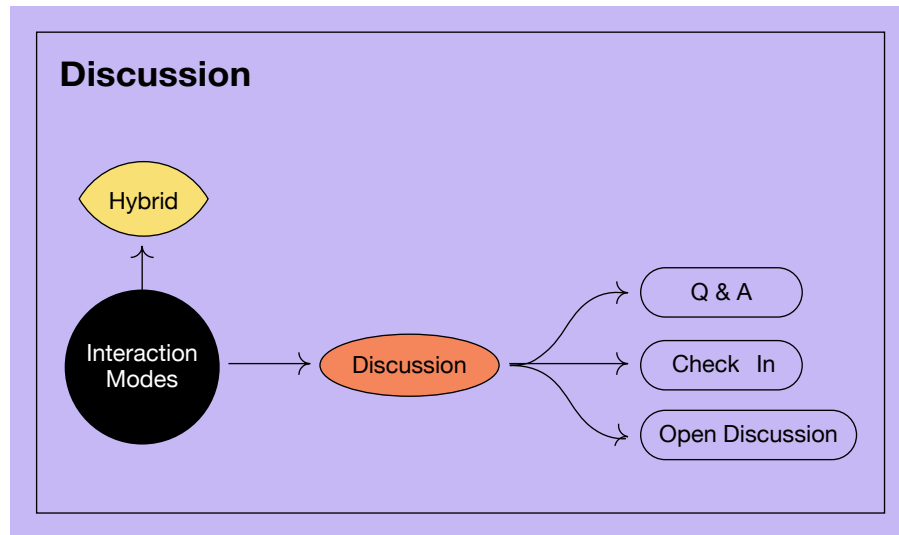 Discussion
Hybrid
Interaction
Modes
Discussion
Q & A
Check In
Open Discussion